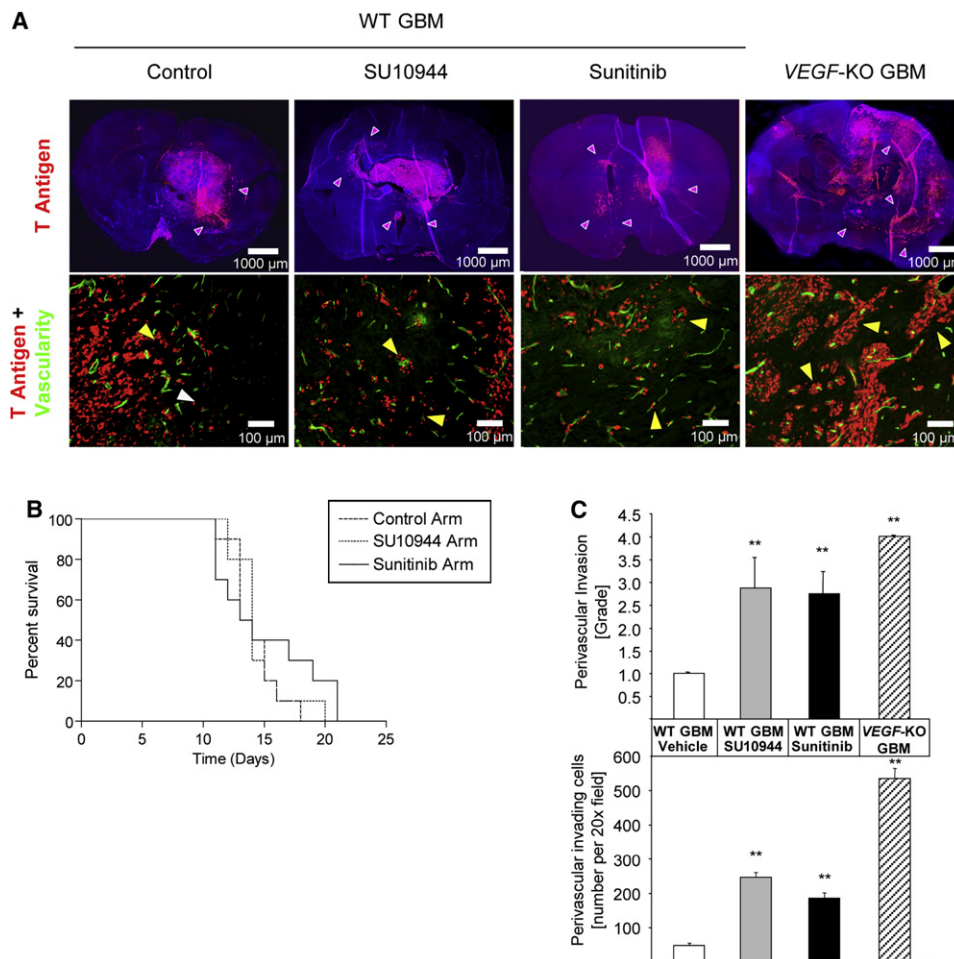 A
WT GBM
Control
SU10944
Sunitinib
VEGF-KO GBM
T Antigen
1000 µm
1000 µm
1000 µm
1000 µm
T Antigen +
Vascularity
100 µm
100 µm
100 µm
100 µm
B
Control Arm
SU10944 Arm
Sunitinib Arm
Percent survival
100
80
60
40
20
0
0 5 10 15 20 25
Time (Days)
C
Perivascular Invasion
[Grade]
4.5
4.0
3.5
3.0
2.5
2.0
1.5
1.0
0.5
** ** **
WT GBM Vehicle
WT GBM SU10944
WT GBM Sunitinib
VEGF-KO GBM
Perivascular invading cells
[number per 20x field]
600
500
400
300
200
100
** ** **